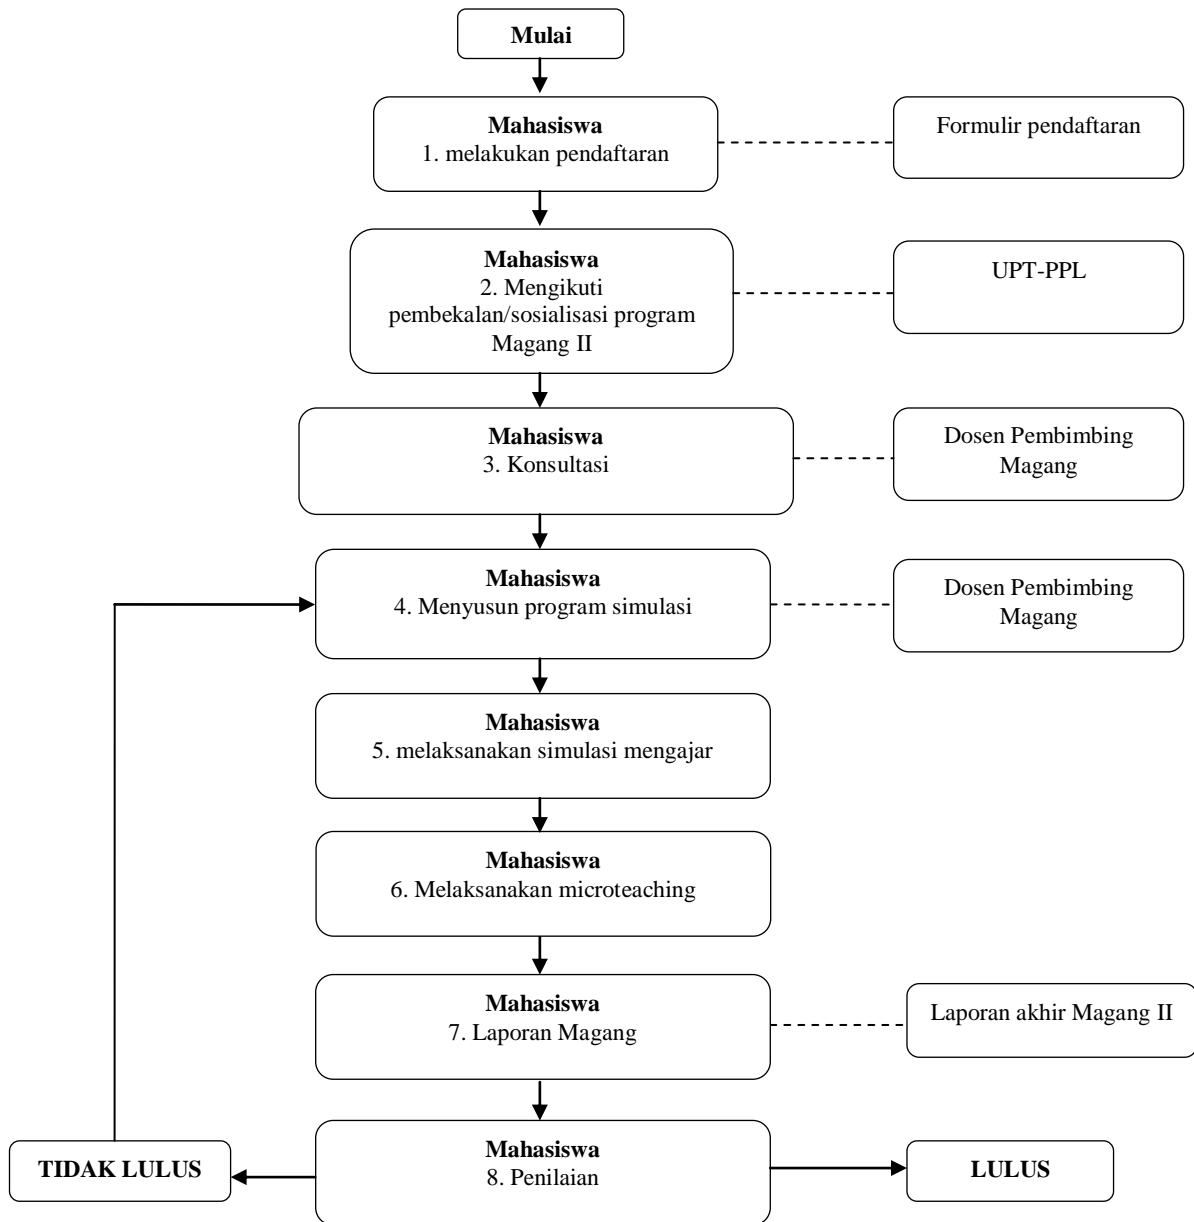 Mulai
Mahasiswa
1. melakukan pendaftaran
Formulir pendaftaran
Mahasiswa
2. Mengikuti
pembekalan/sosialisasi program
Magang II
UPT-PPL
Mahasiswa
3. Konsultasi
Dosen Pembimbing
Magang
Mahasiswa
4. Menyusun program simulasi
Dosen Pembimbing
Magang
Mahasiswa
5. melaksanakan simulasi mengajar
Mahasiswa
6. Melaksanakan microteaching
Mahasiswa
7. Laporan Magang
Laporan akhir Magang II
TIDAK LULUS
Mahasiswa
8. Penilaian
LULUS